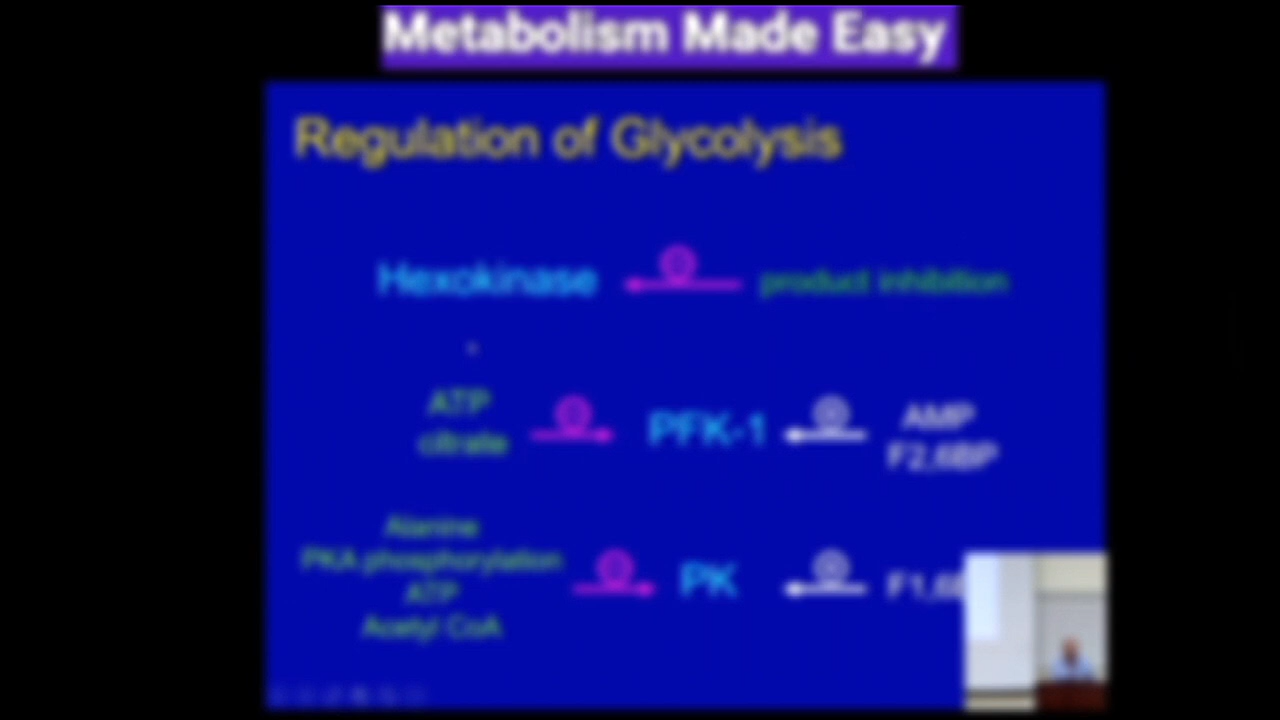 Metabolism Made Easy
Regulation of Glycolysis
Hexokinase product inhibition
ATP
citrate
PFK-1
AMP
F2,6BP
Alanine
PKA phosphorylation
ATP
Acetyl CoA
PK